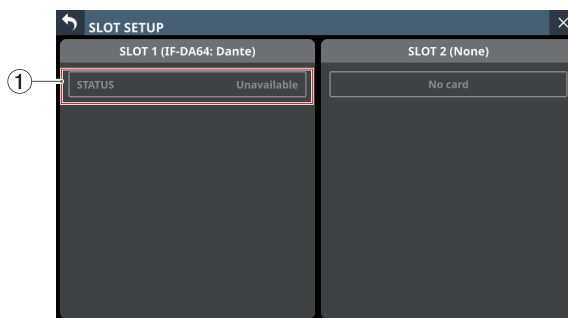 SLOT SETUP
SLOT 1 (IF-DA64: Dante)
SLOT 2 (None)
1
STATUS Unavailable
No card